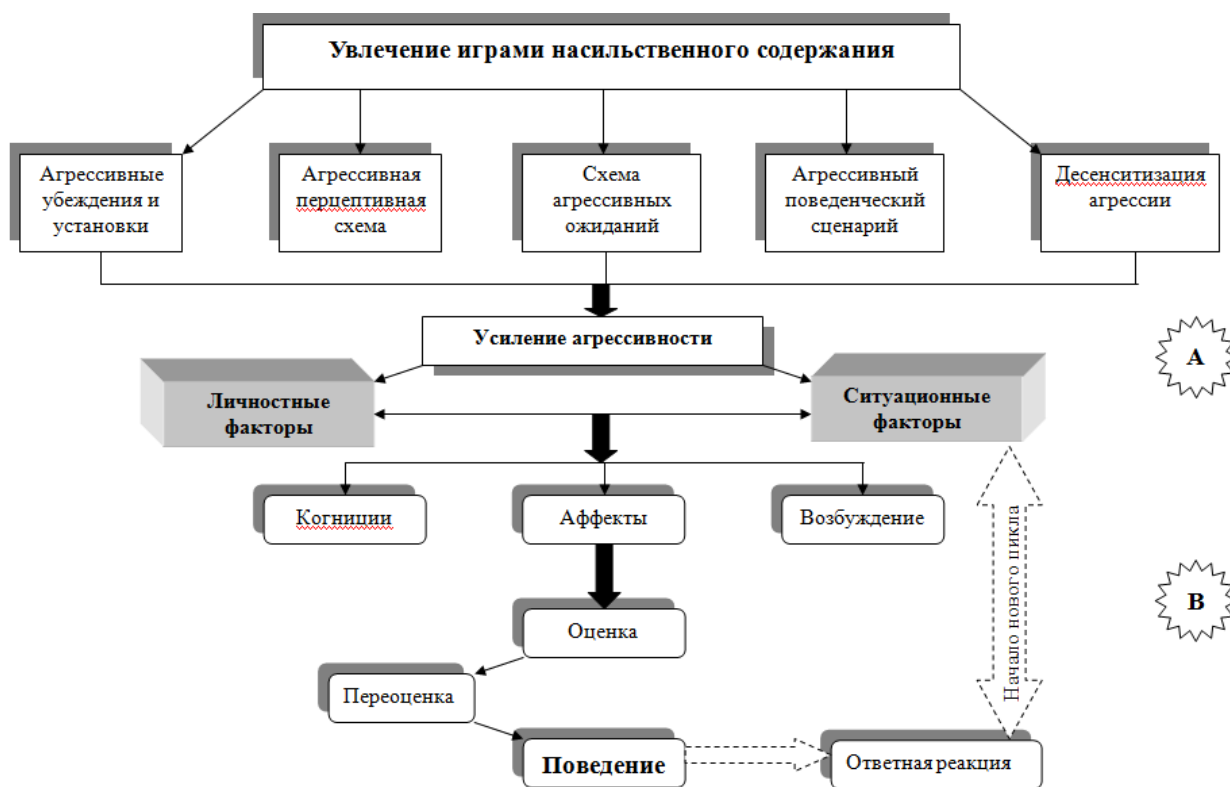 Увлечение играми насильственного содержания
Агрессивные
убеждения и
установки
Агрессивная
перцептивная
схема
Схема
агрессивных
ожиданий
Агрессивный
поведенческий
сценарий
Десенситизация
агрессии
Усиление агрессивности
А
Личностные
факторы
Ситуационные
факторы
Когниции
Аффекты
Возбуждение
Начало нового цикла
В
Оценка
Переоценка
Поведение
Ответная реакция